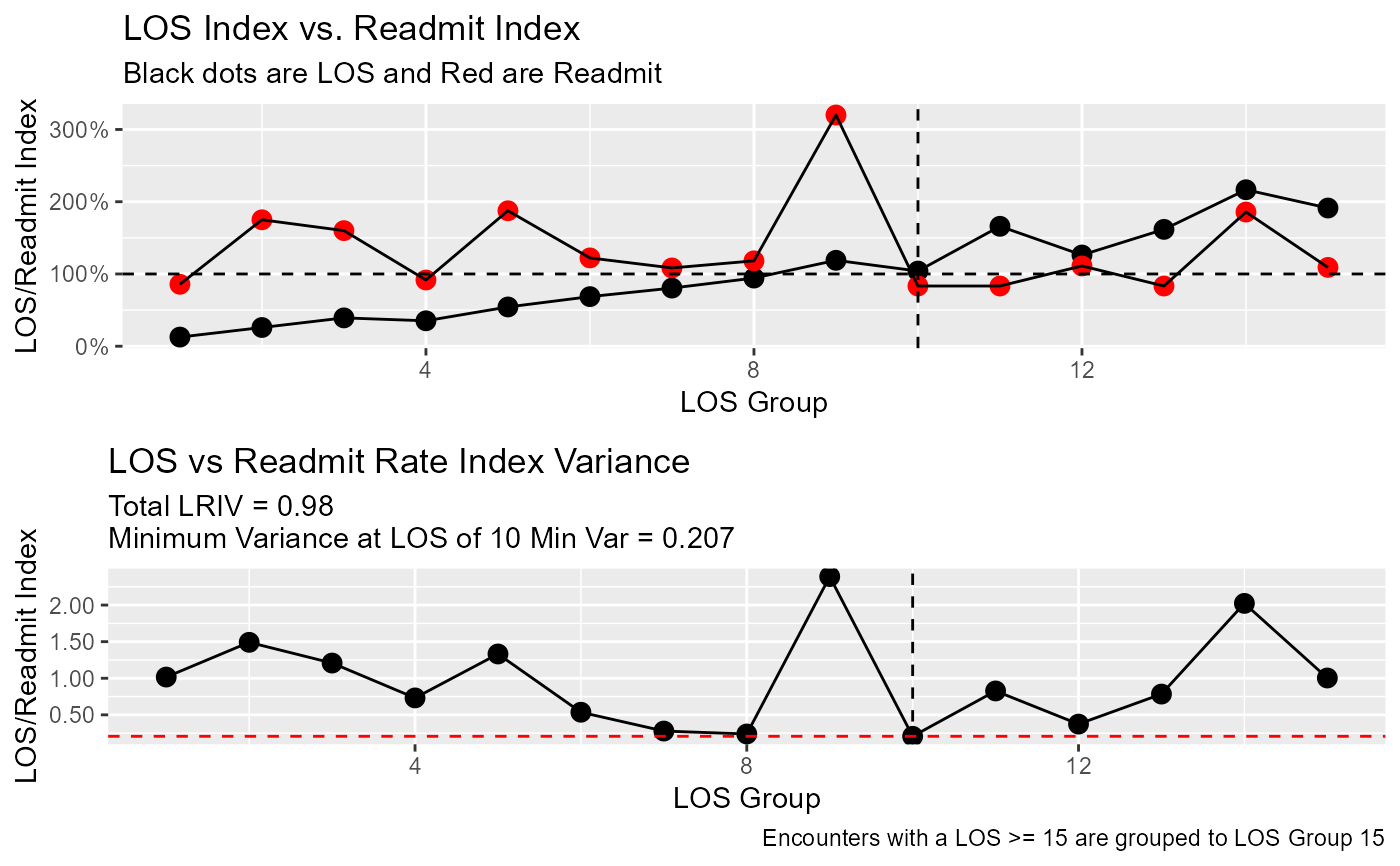 LOS Index vs. Readmit Index
Black dots are LOS and Red are Readmit
LOS/Readmit Index
300%
200%
100%
0%
4
8
12
LOS Group
LOS vs Readmit Rate Index Variance
Total LRIV = 0.98
Minimum Variance at LOS of 10 Min Var = 0.207
LOS/Readmit Index
2.00
1.50
1.00
0.50
4
8
12
LOS Group
Encounters with a LOS >= 15 are grouped to LOS Group 15